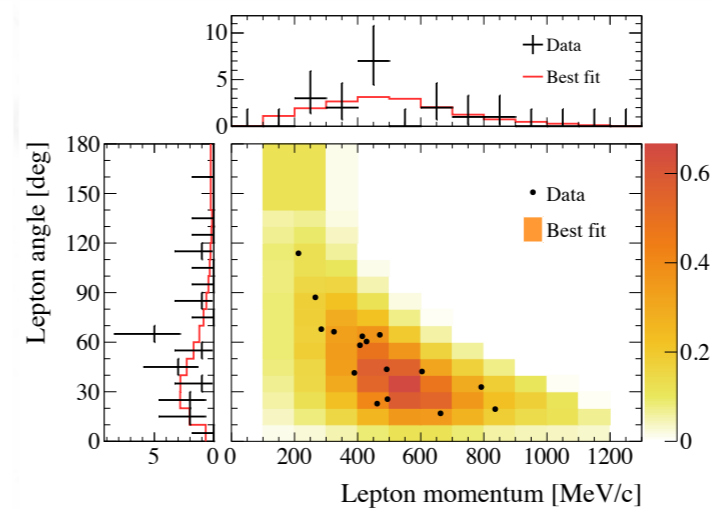 10
5
0
Data
Best fit
180
150
120
90
60
30
0
Lepton angle [deg]
5 0
Data
Best fit
0.6
0.4
0.2
0
0 200 400 600 800 1000 1200
Lepton momentum [MeV/c]